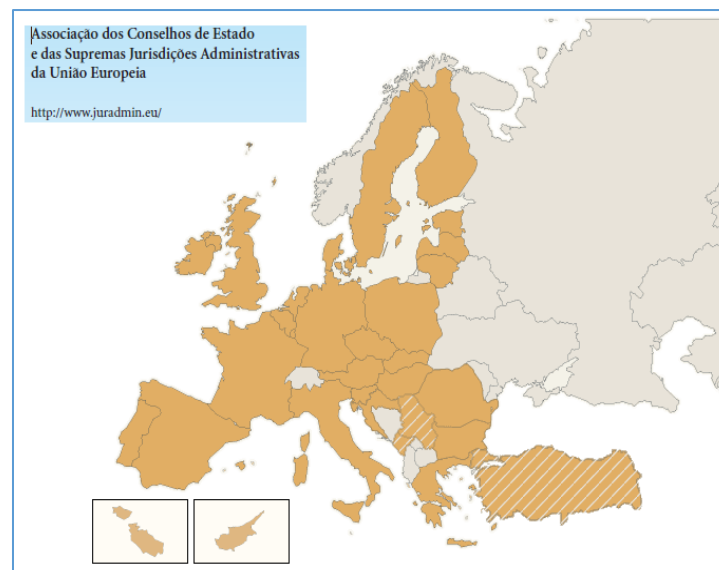 Associação dos Conselhos de Estado
e das Supremas Jurisdições Administrativas
da União Europeia
http://www.juradmin.eu/